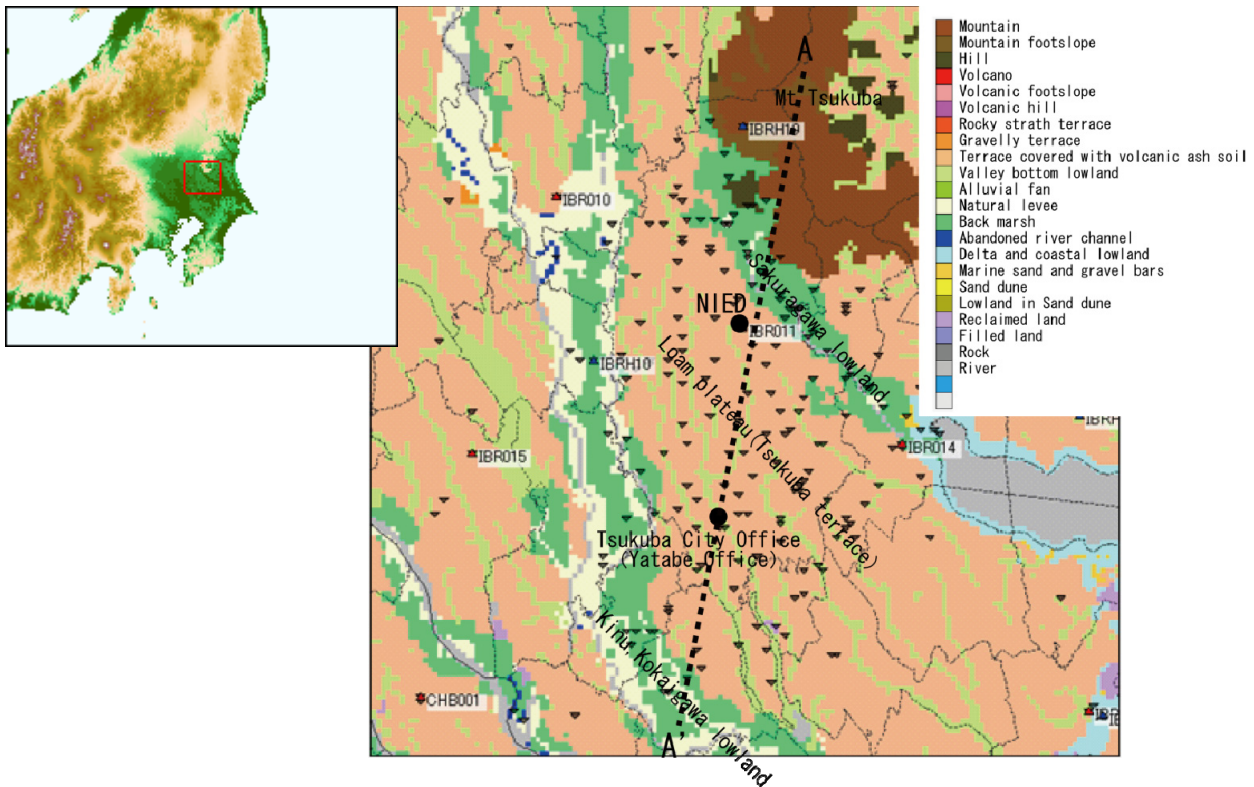 A
Mt Tsukuba
IBRH19
IBR010
Sakuragawa lowland
NIED
IBR011
Loam plateau(Tsukuba terrace)
IBRH10
IBR014
IBR015
Tsukuba City Office
(Yatabe Office)
Kinu,Kokaigawa lowland
CHB001
A'
Mountain
Mountain footslope
Hill
Volcano
Volcanic footslope
Volcanic hill
Rocky strath terrace
Gravelly terrace
Terrace covered with volcanic ash soil
Valley bottom lowland
Alluvial fan
Natural levee
Back marsh
Abandoned river channel
Delta and coastal lowland
Marine sand and gravel bars
Sand dune
Lowland in Sand dune
Reclaimed land
Filled land
Rock
River